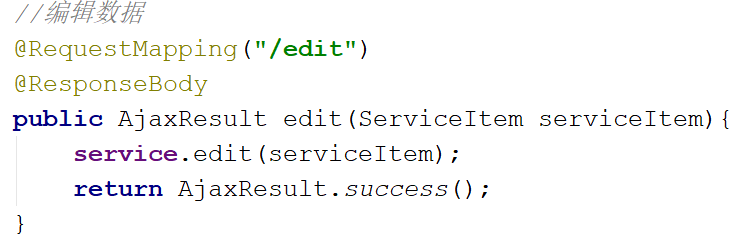 //编辑数据
@RequestMapping("/edit")
@ResponseBody
public AjaxResult edit(ServiceItem serviceItem){
    service.edit(serviceItem);
    return AjaxResult.success();
}